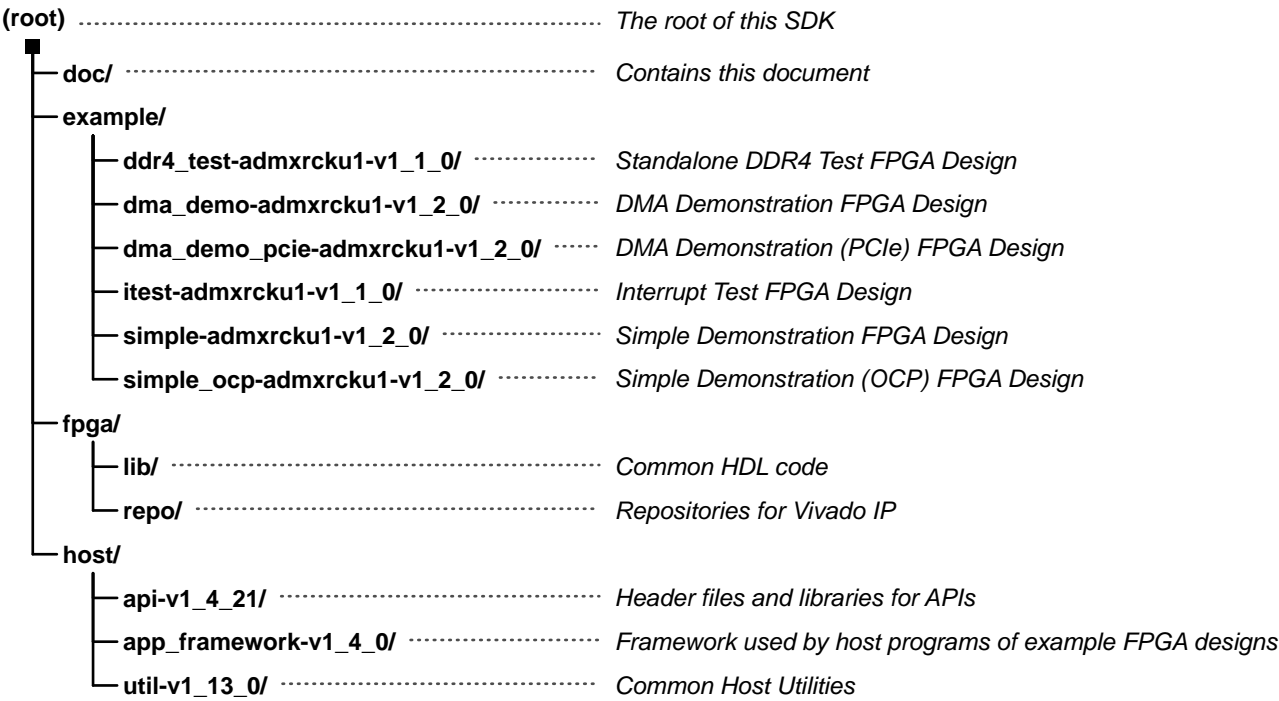 (root) The root of this SDK
doc/ Contains this document
example/
ddr4_test-admxrcku1-v1_1_0/ Standalone DDR4 Test FPGA Design
dma_demo-admxrcku1-v1_2_0/ DMA Demonstration FPGA Design
dma_demo_pcie-admxrcku1-v1_2_0/ DMA Demonstration (PCIe) FPGA Design
itest-admxrcku1-v1_1_0/ Interrupt Test FPGA Design
simple-admxrcku1-v1_2_0/ Simple Demonstration FPGA Design
simple_ocp-admxrcku1-v1_2_0/ Simple Demonstration (OCP) FPGA Design
fpga/
lib/ Common HDL code
repo/ Repositories for Vivado IP
host/
api-v1_4_21/ Header files and libraries for APIs
app_framework-v1_4_0/ Framework used by host programs of example FPGA designs
util-v1_13_0/ Common Host Utilities